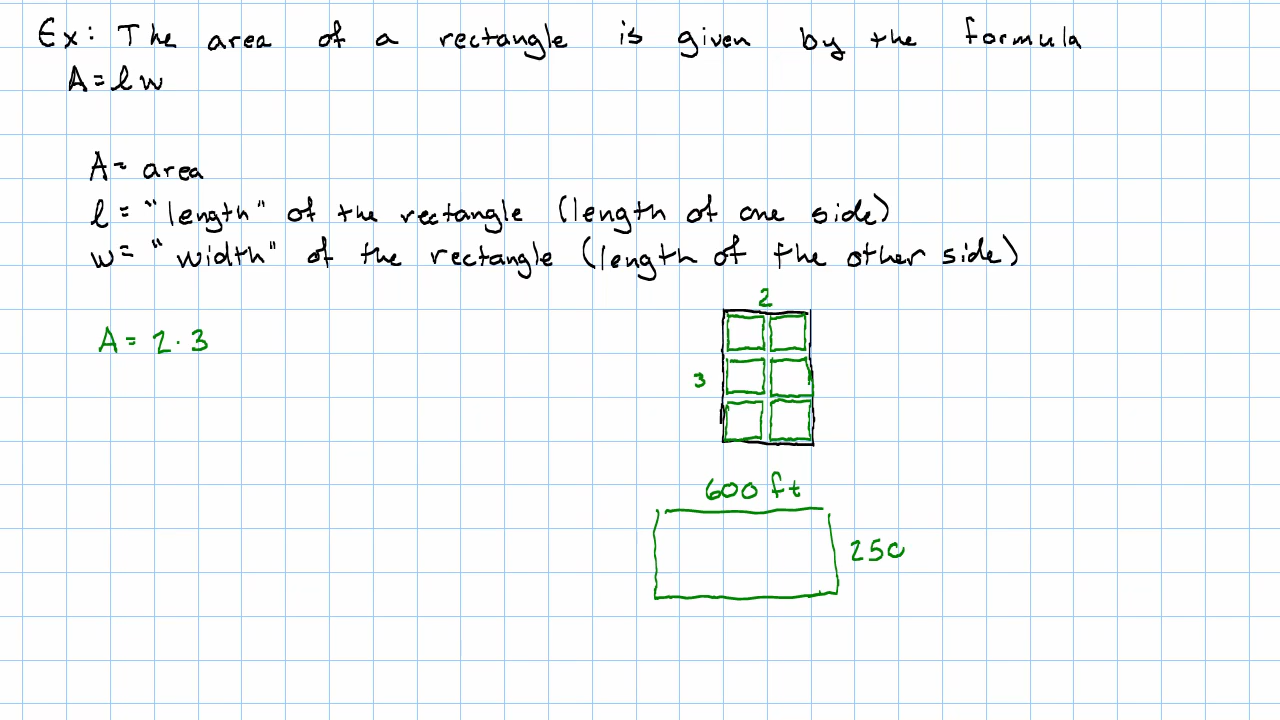 Ex: The area of a rectangle is given by the formula
A = l w
A = area
l = "length" of the rectangle (length of one side)
w = "width" of the rectangle (length of the other side)
2
A = 2 · 3
3
600 ft
250